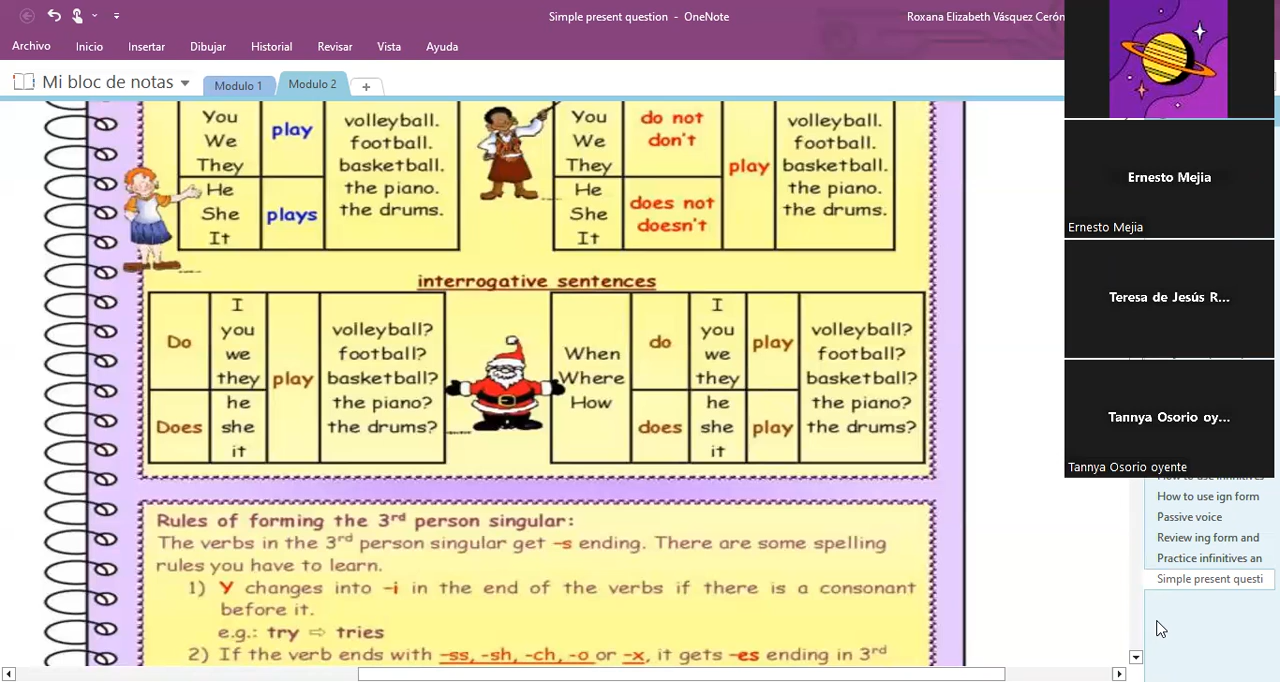 Simple present question - OneNote
Roxana Elizabeth Vásquez Cerón
Archivo Inicio Insertar Dibujar Historial Revisar Vista Ayuda
Mi bloc de notas
Modulo 1
Modulo 2
You
We
They
play
He
She
It
plays
volleyball.
football.
basketball.
the piano.
the drums.
You
We
They
do not
don't
He
She
It
does not
doesn't
play
volleyball.
football.
basketball.
the piano.
the drums.
interrogative sentences
Do
I
you
we
they
Does
he
she
it
play
volleyball?
football?
basketball?
the piano?
the drums?
When
Where
How
do
I
you
we
they
play
does
he
she
it
play
volleyball?
football?
basketball?
the piano?
the drums?
Rules of forming the 3rd person singular:
The verbs in the 3rd person singular get -s ending. There are some spelling
rules you have to learn.
1) Y changes into -i in the end of the verbs if there is a consonant
before it.
e.g.: try ⇨ tries
2) If the verb ends with -ss, -sh, -ch, -o or -x, it gets -es ending in 3rd
Ernesto Mejia
Ernesto Mejia
Teresa de Jesús R...
Tannya Osorio oy...
Tannya Osorio oyente
How to use infinitives
How to use ign form
Passive voice
Review ing form and
Practice infinitives an
Simple present questi